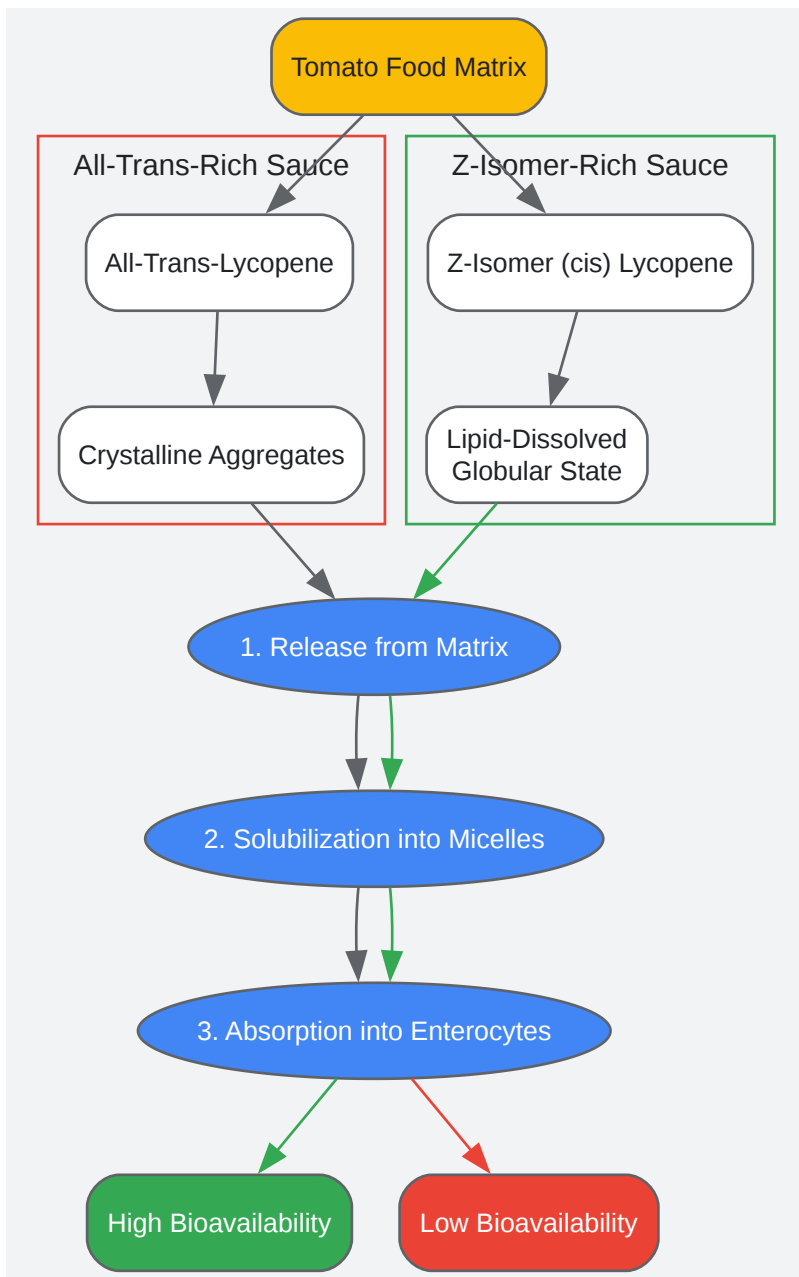 Tomato Food Matrix
All-Trans-Rich Sauce
Z-Isomer-Rich Sauce
All-Trans-Lycopene
Z-Isomer (cis) Lycopene
Crystalline Aggregates
Lipid-Dissolved
Globular State
1. Release from Matrix
2. Solubilization into Micelles
3. Absorption into Enterocytes
High Bioavailability
Low Bioavailability